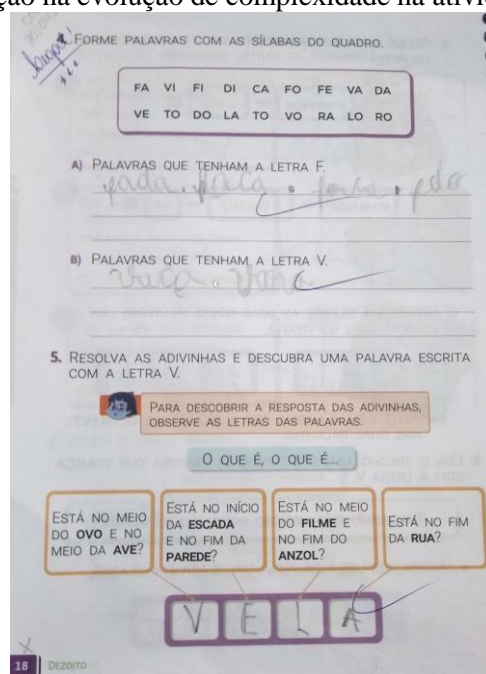 ção na evolução de complexidade na ativi
FORME PALAVRAS COM AS SÍLABAS DO QUADRO.
FA VI FI DI CA FO FE VA DA
VE TO DO LA TO VO RA LO RO
A) PALAVRAS QUE TENHAM A LETRA F.
fada. faca
B) PALAVRAS QUE TENHAM A LETRA V.
vaca.
5. RESOLVA AS ADIVINHAS E DESCUBRA UMA PALAVRA ESCRITA
COM A LETRA V.
PARA DESCOBRIR A RESPOSTA DAS ADIVINHAS,
OBSERVE AS LETRAS DAS PALAVRAS.
O QUE É, O QUE É...
ESTÁ NO MEIO
DO OVO E NO
MEIO DA AVE?
ESTÁ NO INÍCIO
DA ESCADA
E NO FIM DA
PAREDE?
ESTÁ NO MEIO
DO FILME E
NO FIM DO
ANZOL?
ESTÁ NO FIM
DA RUA?
V E L A
18 DEZOITO